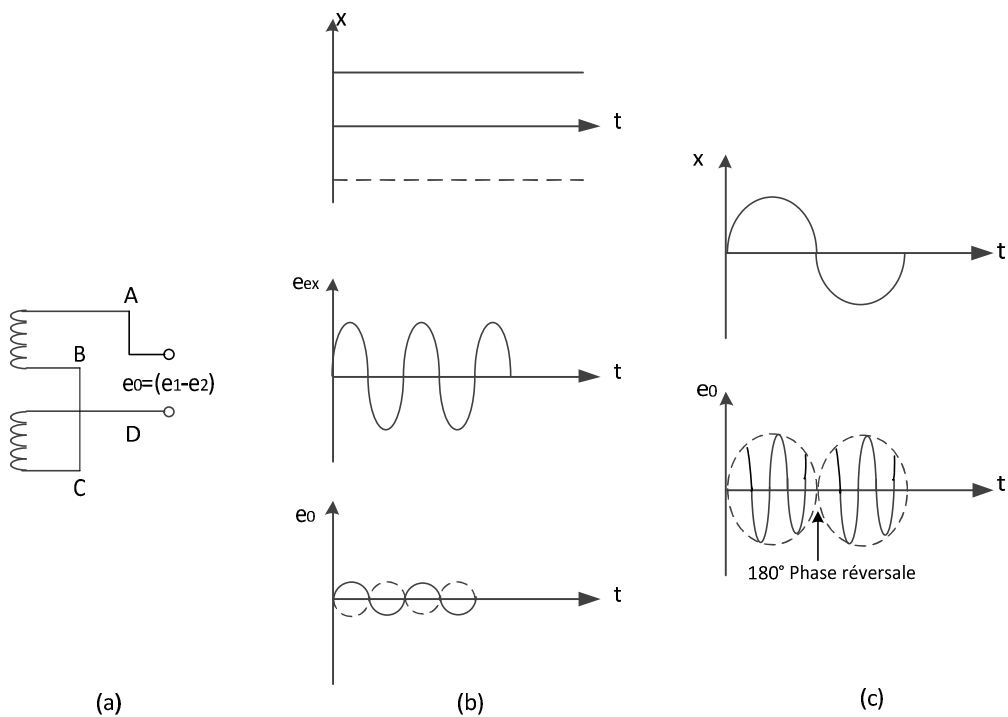 A
B
e0=(e1-e2)
D
C
(a)
x
t
eex
t
e0
t
(b)
x
t
e0
t
180° Phase réversale
(c)